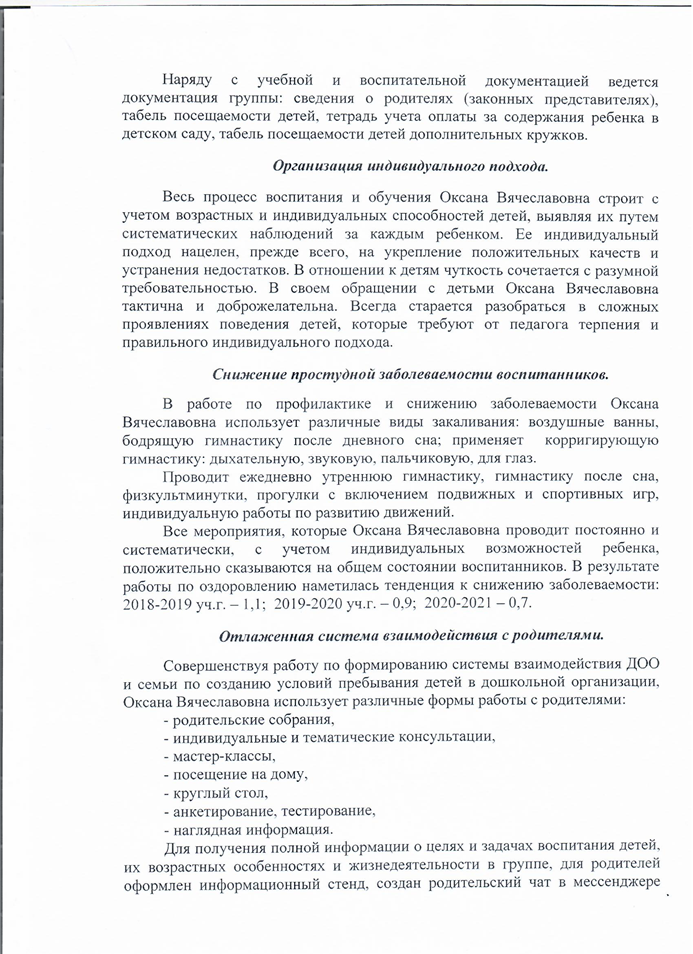 Наряду с учебной и воспитательной документацией ведется
документация группы: сведения о родителях (законных представителях),
табель посещаемости детей, тетрадь учета оплаты за содержания ребенка в
детском саду, табель посещаемости детей дополнительных кружков.
Организация индивидуального подхода.
Весь процесс воспитания и обучения Оксана Вячеславовна строит с
учетом возрастных и индивидуальных способностей детей, выявляя их путем
систематических наблюдений за каждым ребенком. Ее индивидуальный
подход нацелен, прежде всего, на укрепление положительных качеств и
устранения недостатков. В отношении к детям чуткость сочетается с разумной
требовательностью. В своем обращении с детьми Оксана Вячеславовна
тактична и доброжелательна. Всегда старается разобраться в сложных
проявлениях поведения детей, которые требуют от педагога терпения и
правильного индивидуального подхода.
Снижение простудной заболеваемости воспитанников.
В работе по профилактике и снижению заболеваемости Оксана
Вячеславовна использует различные виды закаливания: воздушные ванны,
бодрящую гимнастику после дневного сна; применяет корригирующую
гимнастику: дыхательную, звуковую, пальчиковую, для глаз.
Проводит ежедневно утреннюю гимнастику, гимнастику после сна,
физкультминутки, прогулки с включением подвижных и спортивных игр,
индивидуальную работы по развитию движений.
Все мероприятия, которые Оксана Вячеславовна проводит постоянно и
систематически, с учетом индивидуальных возможностей ребенка,
положительно сказываются на общем состоянии воспитанников. В результате
работы по оздоровлению наметилась тенденция к снижению заболеваемости:
2018-2019 уч.г. – 1,1; 2019-2020 уч.г. – 0,9; 2020-2021 – 0,7.
Отлаженная система взаимодействия с родителями.
Совершенствуя работу по формированию системы взаимодействия ДОО
и семьи по созданию условий пребывания детей в дошкольной организации,
Оксана Вячеславовна использует различные формы работы с родителями:
- родительские собрания,
- индивидуальные и тематические консультации,
- мастер-классы,
- посещение на дому,
- круглый стол,
- анкетирование, тестирование,
- наглядная информация.
Для получения полной информации о целях и задачах воспитания детей,
их возрастных особенностях и жизнедеятельности в группе, для родителей
оформлен информационный стенд, создан родительский чат в мессенджере